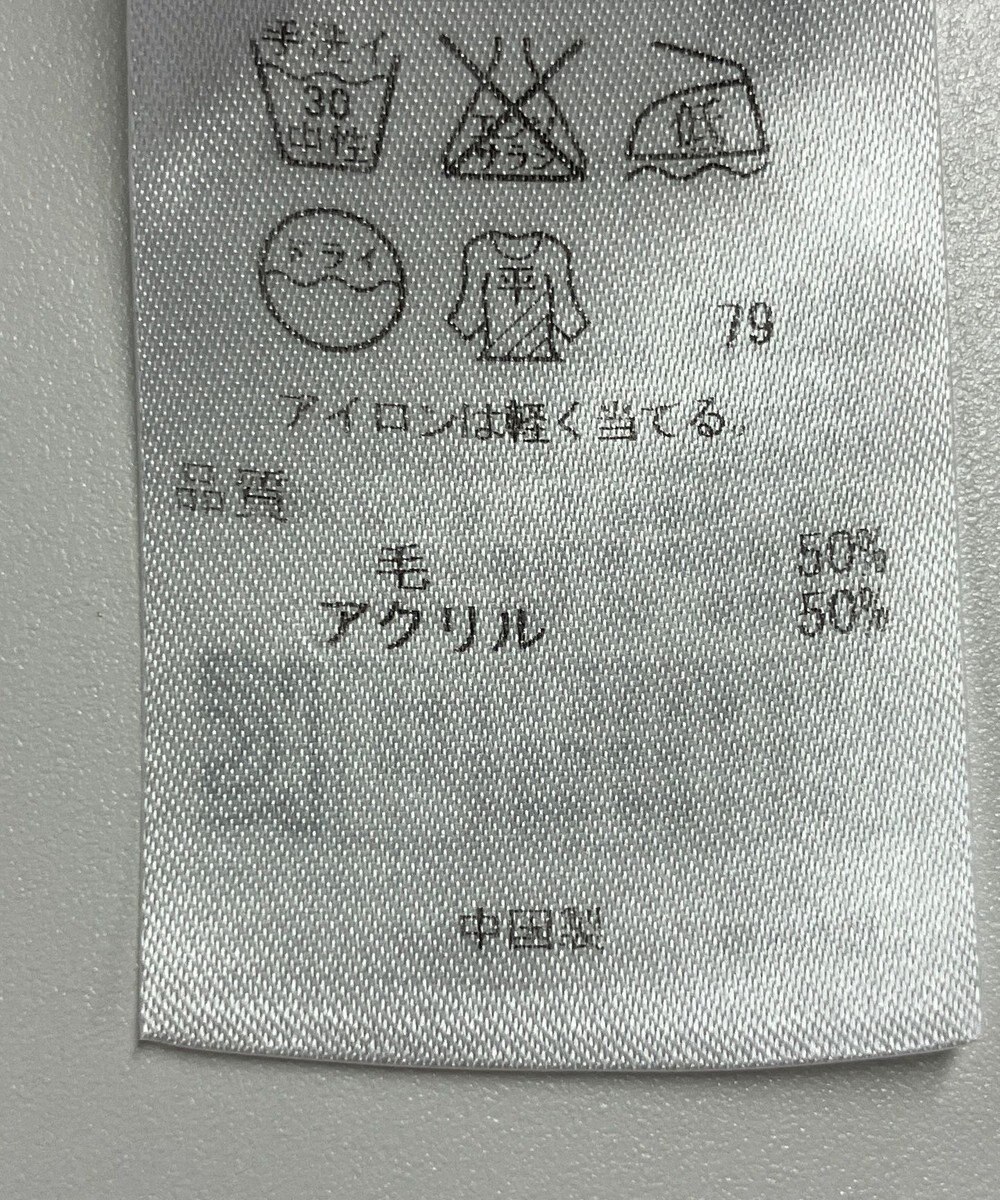 手洗イ
30
中性
エンソ
サラシ
低
ドライ
平
79
アイロンは軽く当てる。
品質
毛 50%
アクリル 50%
中国製